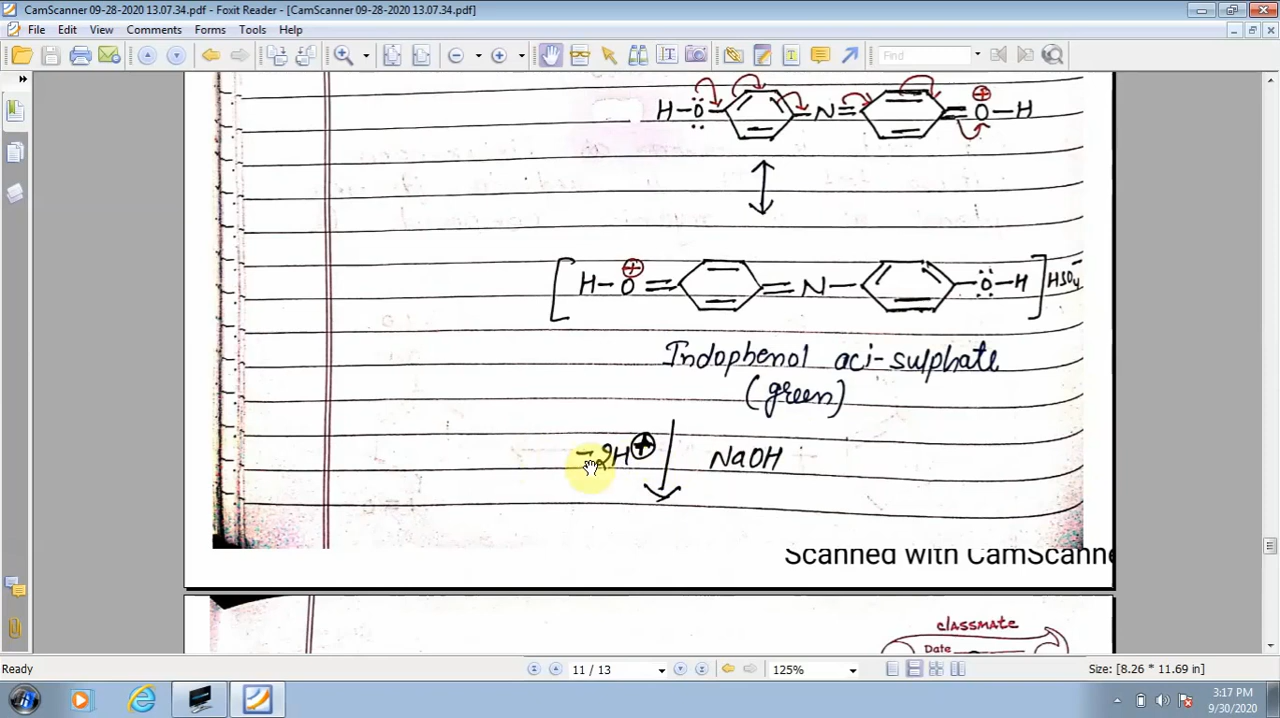 CamScanner 09-28-2020 13.07.34.pdf - Foxit Reader - [CamScanner 09-28-2020 13.07.34.pdf]
File Edit View Comments Forms Tools Help
Find
H-Ö= =N= =O⊕-H
[H-O⊕= =N- -Ö-H] HSO4-
Indophenol aci-sulphate
(green)
-2H⊕ NaOH
Scanned with CamScanne
classmate
Date
Ready 11 / 13 125% Size: [8.26 * 11.69 in]
3:17 PM
9/30/2020